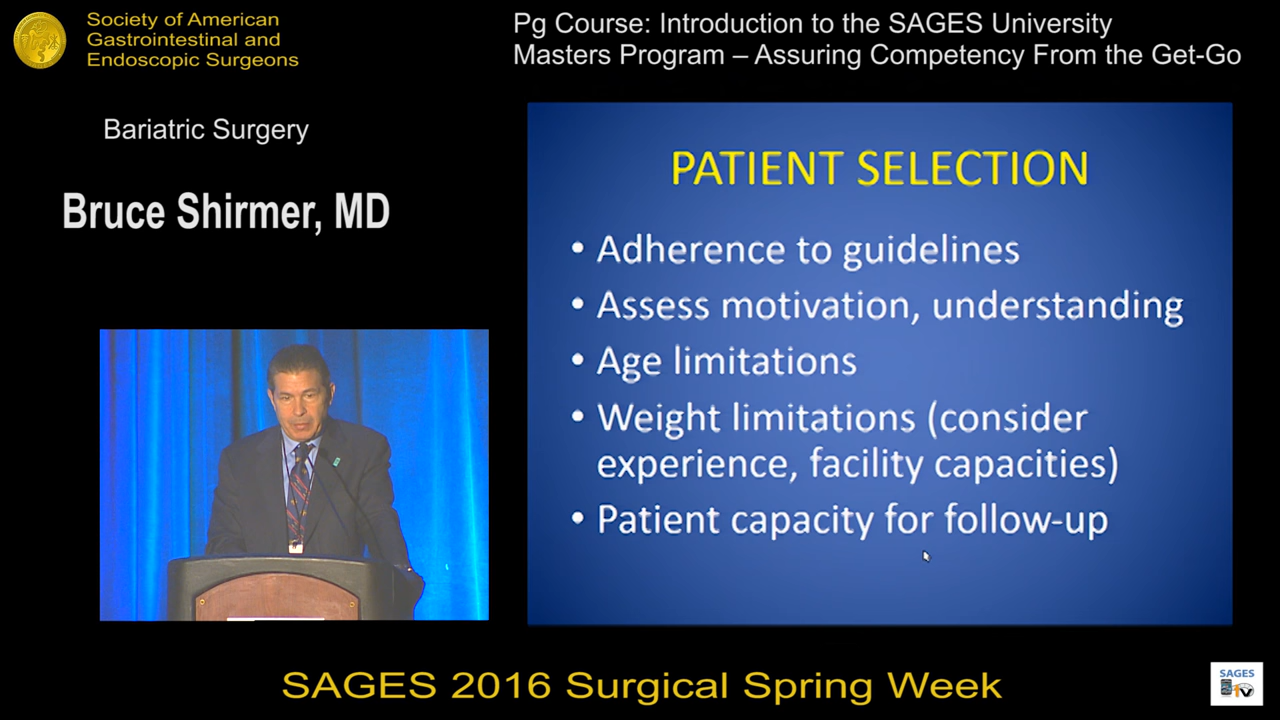 Society of American
Gastrointestinal and
Endoscopic Surgeons
Pg Course: Introduction to the SAGES University
Masters Program – Assuring Competency From the Get-Go
Bariatric Surgery
Bruce Shirmer, MD
PATIENT SELECTION
• Adherence to guidelines
• Assess motivation, understanding
• Age limitations
• Weight limitations (consider
experience, facility capacities)
• Patient capacity for follow-up
SAGES 2016 Surgical Spring Week
SAGES
TV